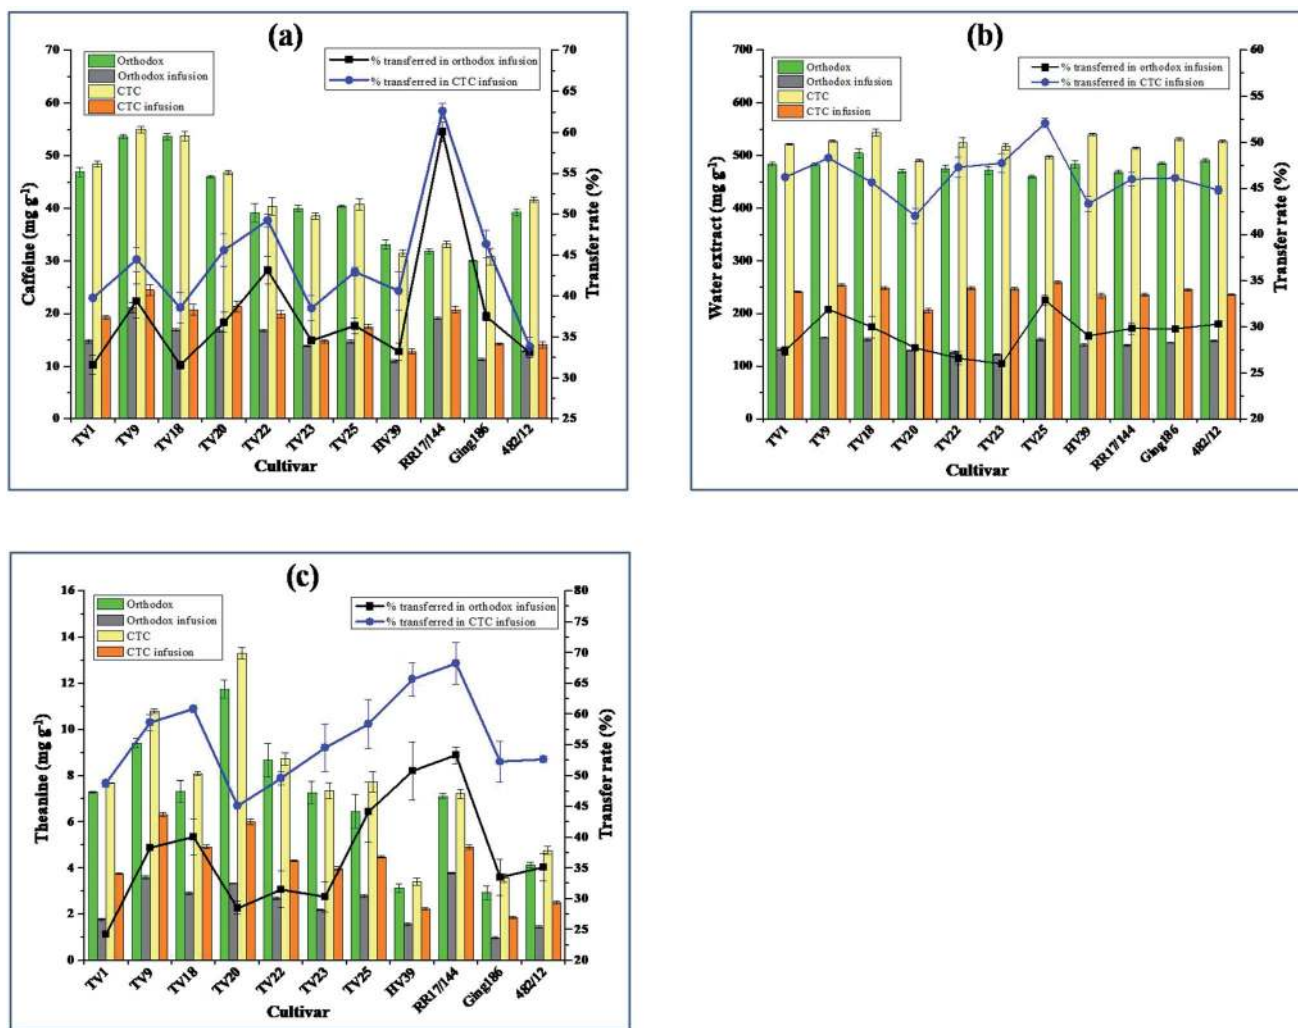 (a)
Orthodox
Orthodox infusion
CTC
CTC infusion
% transferred in orthodox infusion
% transferred in CTC infusion
Caffeine (mg g-1)
70
60
50
40
30
20
10
0
Transfer rate (%)
70
65
60
55
50
45
40
35
30
25
TV1
TV9
TV18
TV20
TV22
TV23
TV25
HV39
RR17/144
Ging186
482/12
Cultivar
(b)
Orthodox
Orthodox infusion
CTC
CTC infusion
% transferred in orthodox infusion
% transferred in CTC infusion
Water extract (mg g-1)
700
600
500
400
300
200
100
0
Transfer rate (%)
60
55
50
45
40
35
30
25
20
TV1
TV9
TV18
TV20
TV22
TV23
TV25
HV39
RR17/144
Ging186
482/12
Cultivar
(c)
Orthodox
Orthodox infusion
CTC
CTC infusion
% transferred in orthodox infusion
% transferred in CTC infusion
Theanine (mg g-1)
16
14
12
10
8
6
4
2
0
Transfer rate (%)
80
75
70
65
60
55
50
45
40
35
30
25
20
TV1
TV9
TV18
TV20
TV22
TV23
TV25
HV39
RR17/144
Ging186
482/12
Cultivar